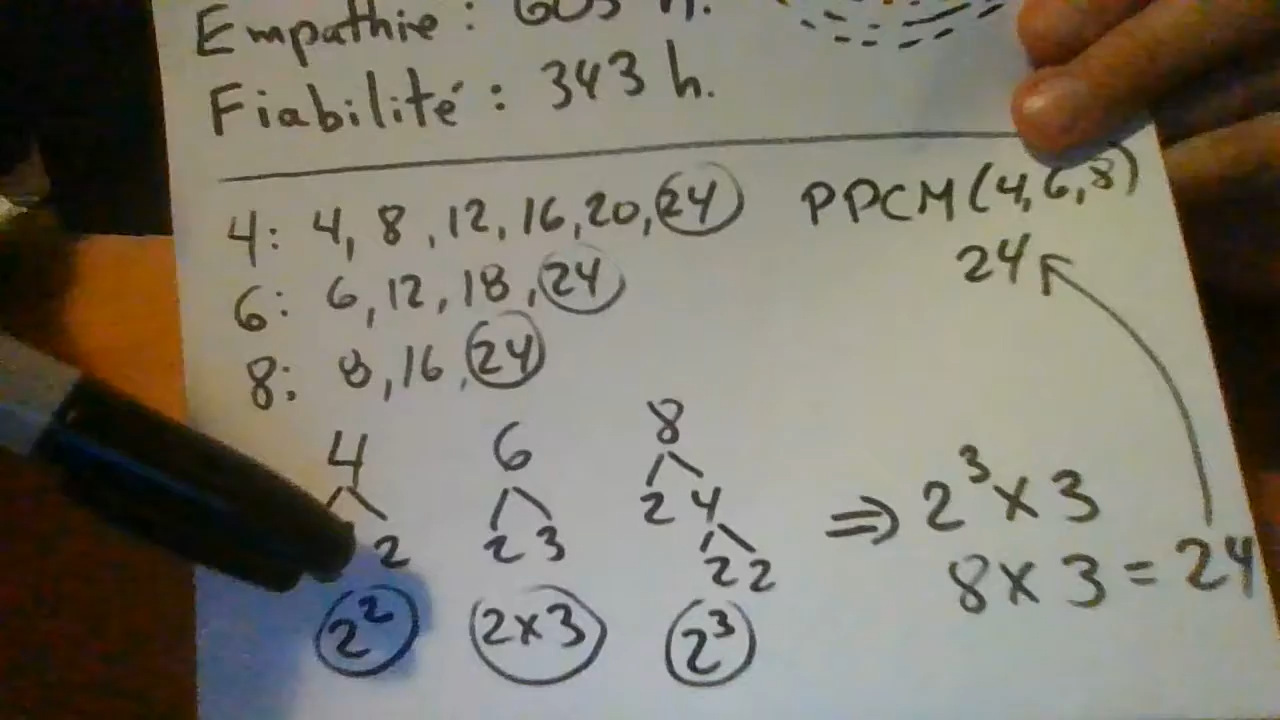 Empathie :
Fiabilité : 343 h.
4: 4, 8, 12, 16, 20, 24 PPCM(4,6,8)
24
6: 6, 12, 18, 24
8: 8, 16, 24
4 6 8
2 3 2 4
2 2 2
2² 2x3 2³
⇒ 2³ x 3
8 x 3 = 24